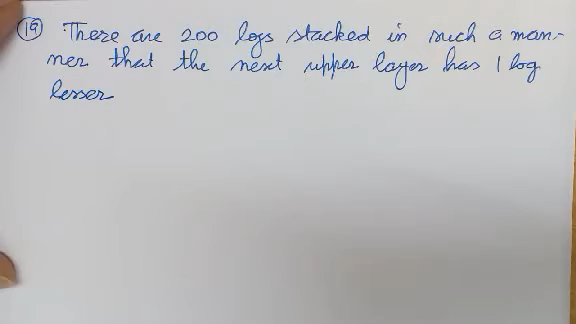 (19) There are 200 logs stacked in such a man-
ner that the next upper layer has 1 log
lesser